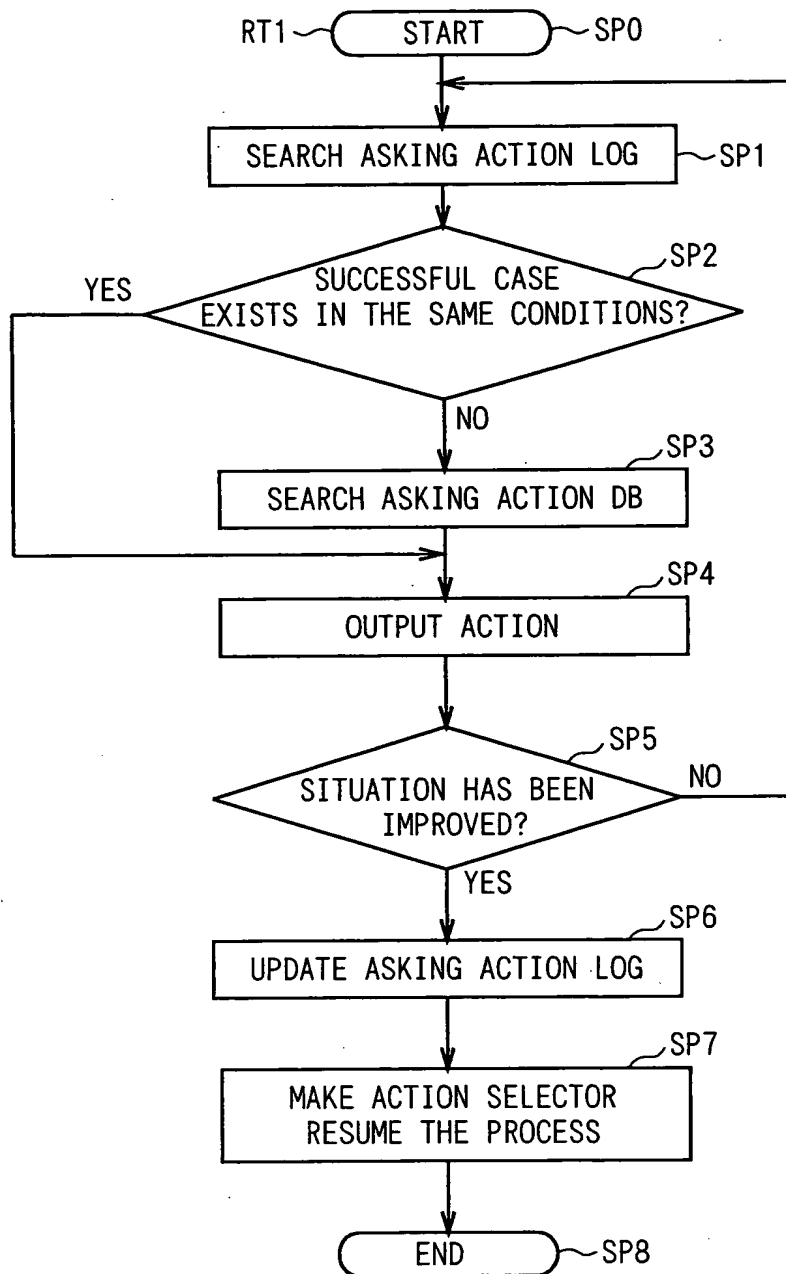 RT1 START SP0
SEARCH ASKING ACTION LOG SP1
SP2
YES SUCCESSFUL CASE
EXISTS IN THE SAME CONDITIONS?
NO
SP3
SEARCH ASKING ACTION DB
SP4
OUTPUT ACTION
SP5
NO
SITUATION HAS BEEN
IMPROVED?
YES
SP6
UPDATE ASKING ACTION LOG
SP7
MAKE ACTION SELECTOR
RESUME THE PROCESS
END SP8